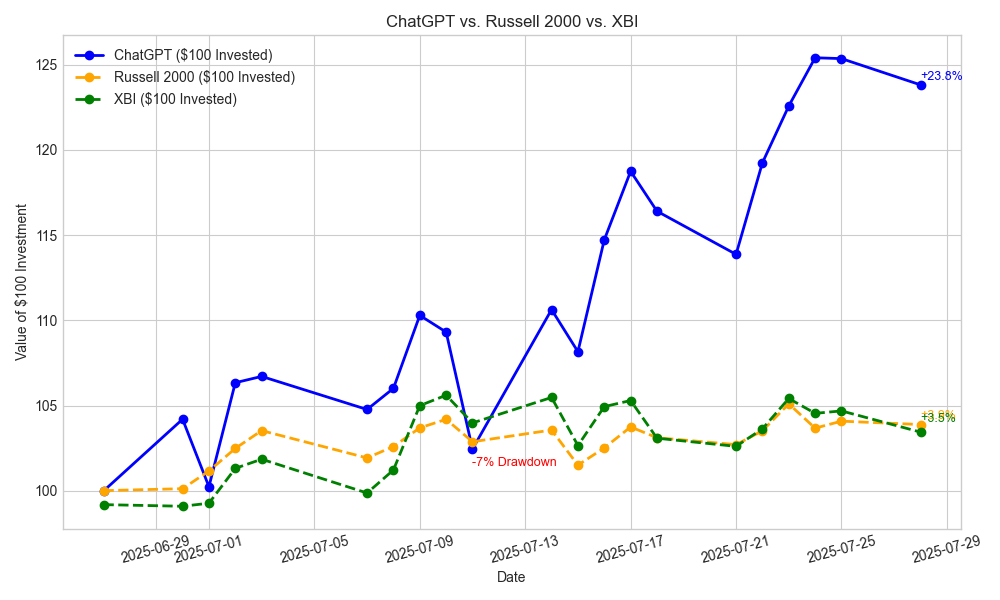 ChatGPT vs. Russell 2000 vs. XBI
ChatGPT ($100 Invested)
Russell 2000 ($100 Invested)
XBI ($100 Invested)
Value of $100 Investment
125
120
115
110
105
100
+23.8%
+3.5%
-7% Drawdown
2025-06-29
2025-07-01
2025-07-05
2025-07-09
2025-07-13
2025-07-17
2025-07-21
2025-07-25
2025-07-29
Date